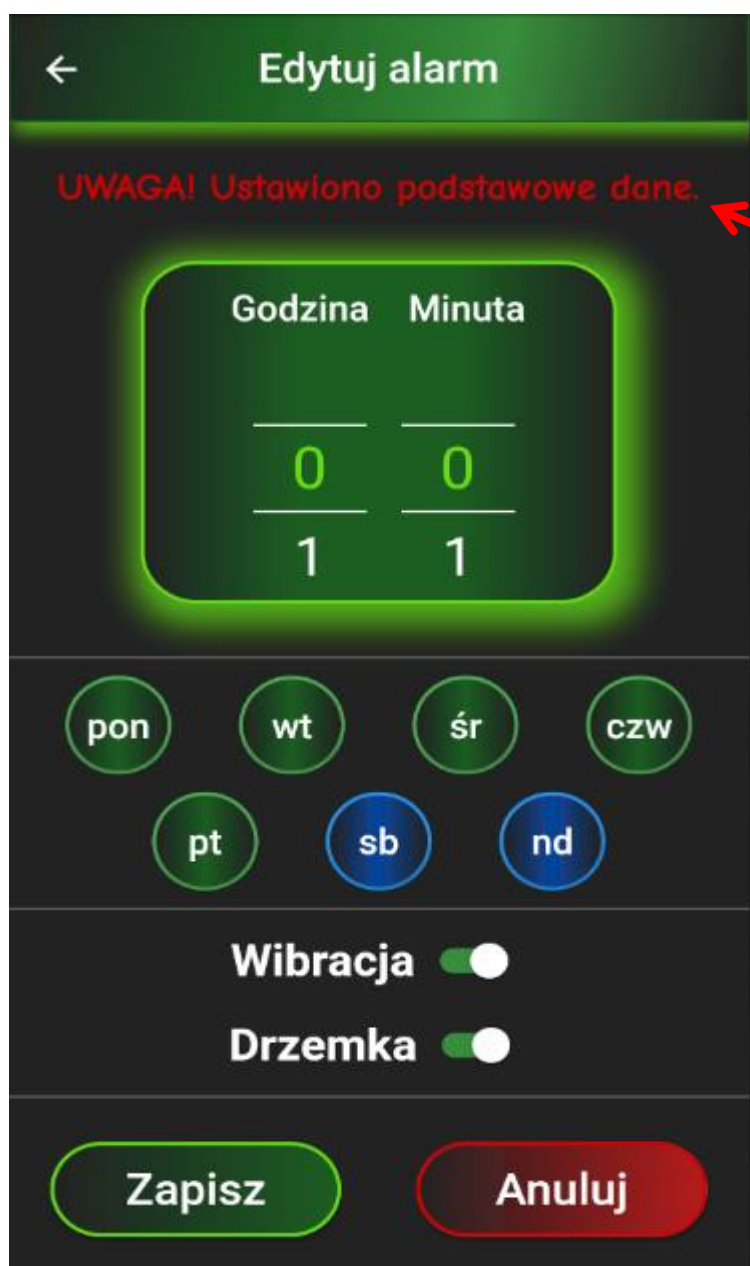 Edytuj alarm
UWAGA! Ustawiono podstawowe dane.
Godzina Minuta
0 0
1 1
pon wt śr czw
pt sb nd
Wibracja
Drzemka
Zapisz Anuluj